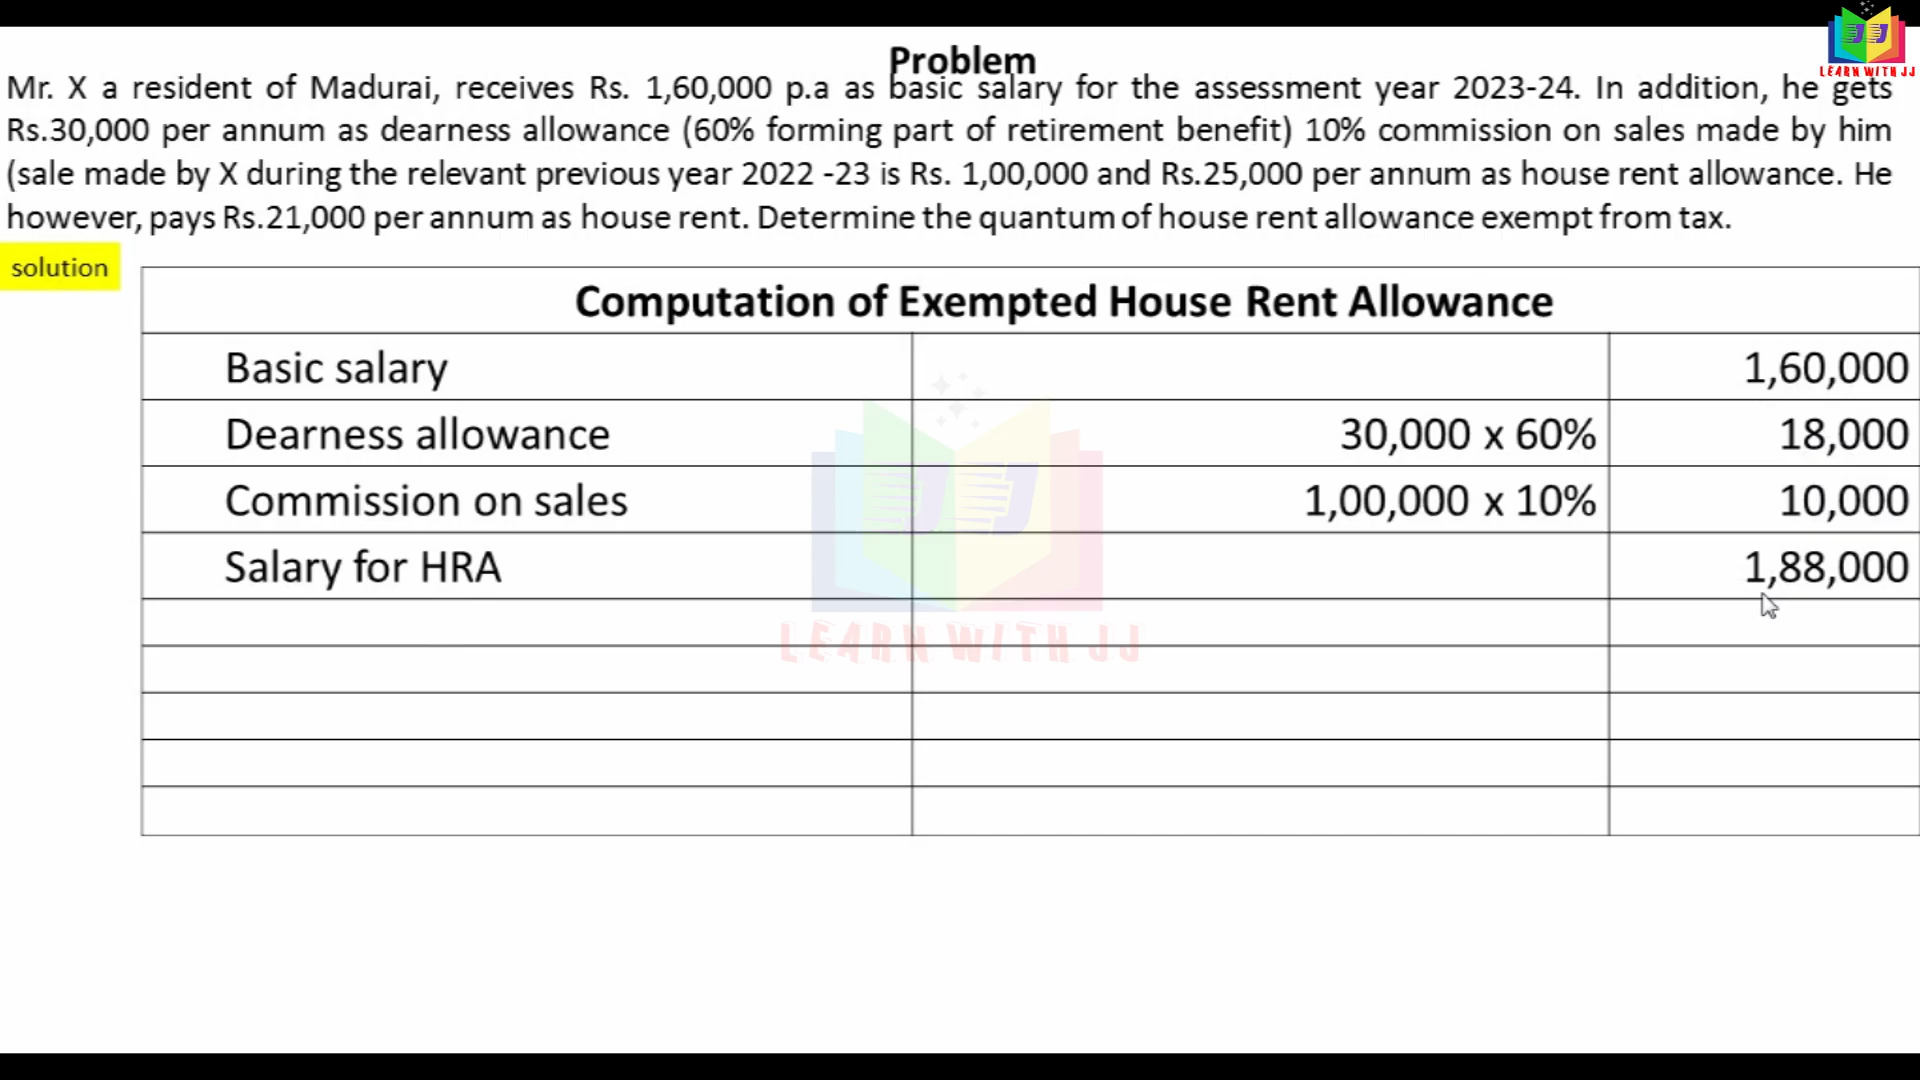 LEARN WITH JJ
Problem
Mr. X a resident of Madurai, receives Rs. 1,60,000 p.a as basic salary for the assessment year 2023-24. In addition, he gets
Rs.30,000 per annum as dearness allowance (60% forming part of retirement benefit) 10% commission on sales made by him
(sale made by X during the relevant previous year 2022 -23 is Rs. 1,00,000 and Rs.25,000 per annum as house rent allowance. He
however, pays Rs.21,000 per annum as house rent. Determine the quantum of house rent allowance exempt from tax.
solution
Computation of Exempted House Rent Allowance
Basic salary 1,60,000
Dearness allowance 30,000 x 60% 18,000
Commission on sales 1,00,000 x 10% 10,000
Salary for HRA 1,88,000
JJ
LEARN WITH JJ